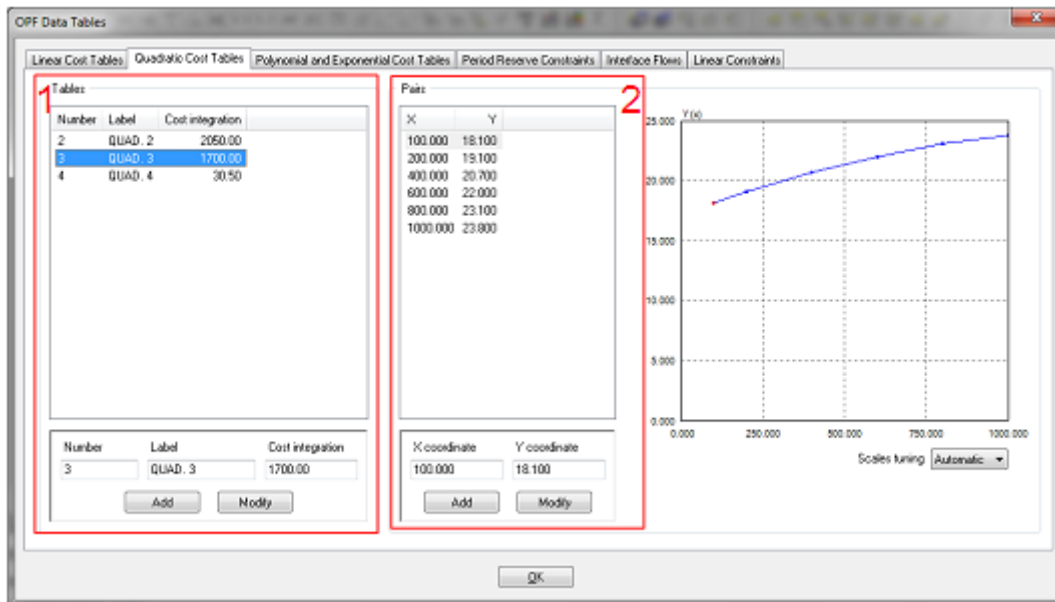 OPF Data Tables
Linear Cost Tables Quadratic Cost Tables Polynomial and Exponential Cost Tables Period Reserve Constraints Interface Flows Linear Constraints
1
Tables
Number Label Cost integration
2 QUAD. 2 2050.00
3 QUAD. 3 1700.00
4 QUAD. 4 30.50
Number Label Cost integration
3 QUAD. 3 1700.00
Add Modify
2
Pairs
X Y
100.000 18.100
200.000 19.100
400.000 20.700
600.000 22.000
800.000 23.100
1000.000 23.800
X coordinate Y coordinate
100.000 18.100
Add Modify
Y(x)
25.000
20.000
15.000
10.000
5.000
0.000
0.000 250.000 500.000 750.000 1000.000
Scales tuning Automatic
OK